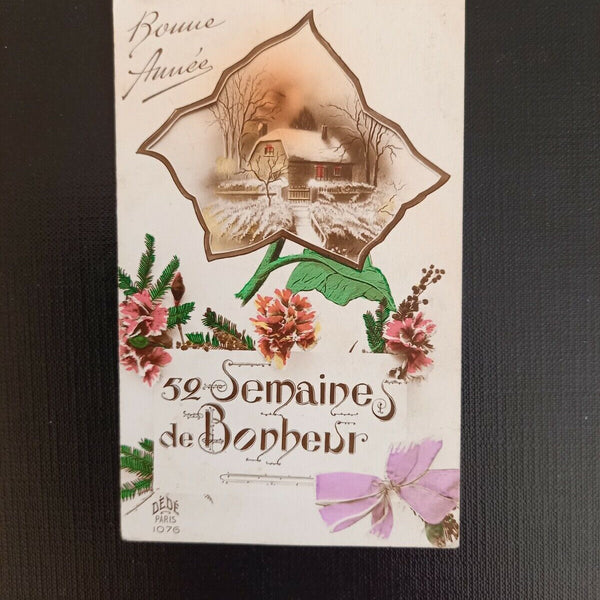 Bonne
Année
52 Semaines
de Bonheur
DÉDÉ
PARIS
1076